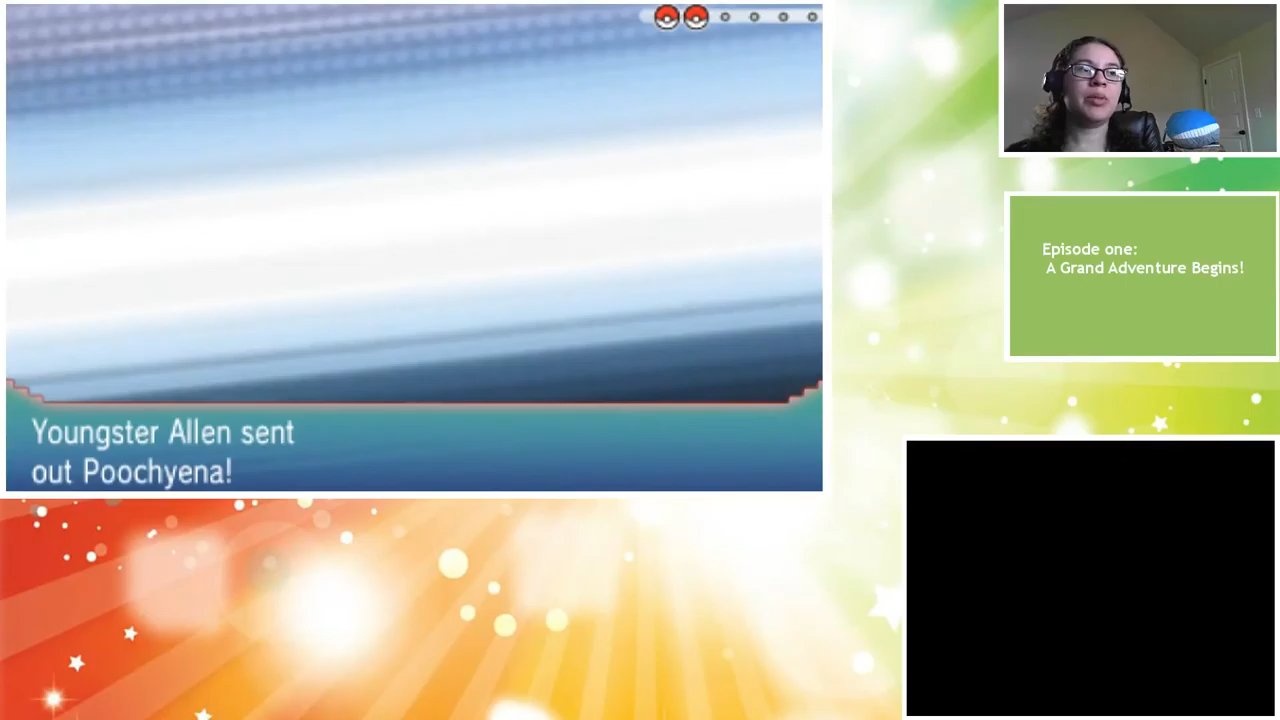 Youngster Allen sent
out Poochyena!
Episode one:
A Grand Adventure Begins!